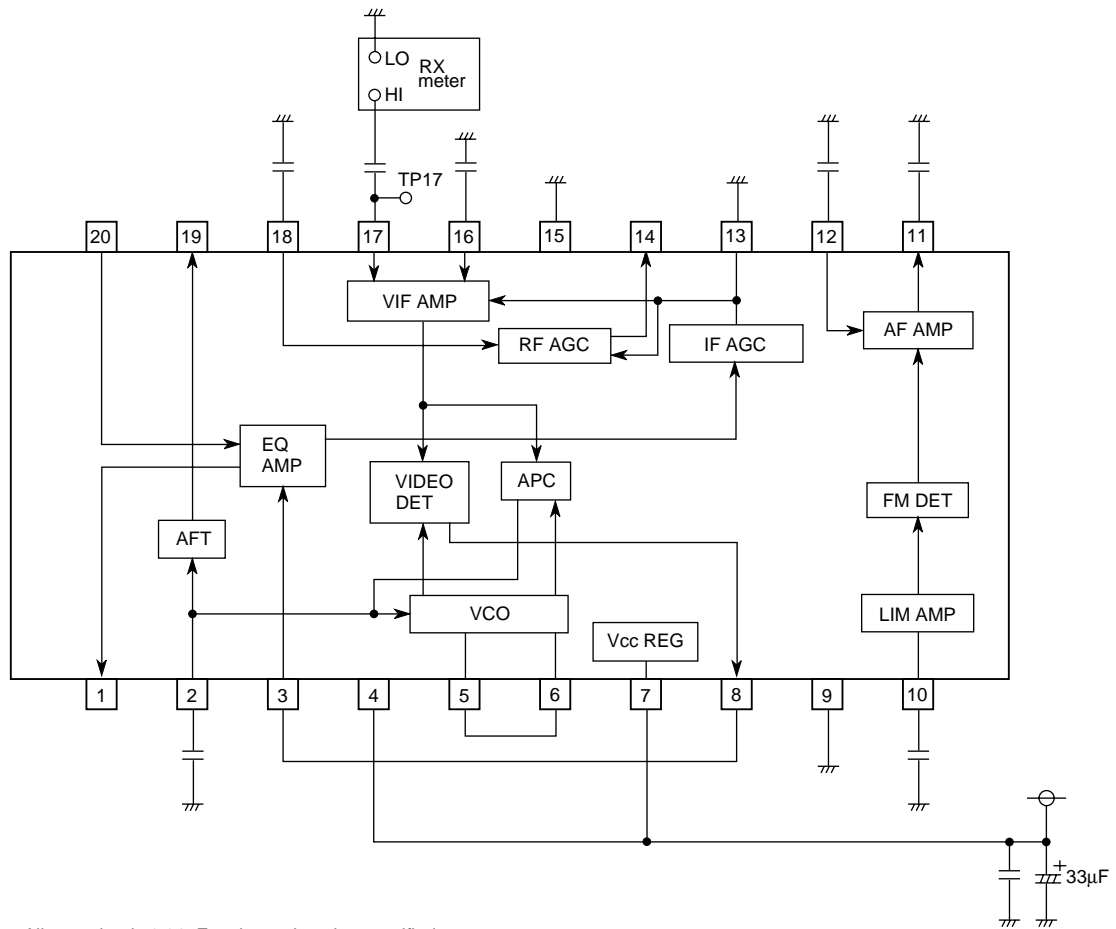 LO
RX
meter
HI
TP17
20
19
18
17
16
15
14
13
12
11
VIF AMP
RF AGC
IF AGC
AF AMP
EQ
AMP
VIDEO
DET
APC
FM DET
AFT
VCO
Vcc REG
LIM AMP
1
2
3
4
5
6
7
8
9
10
+
33µF